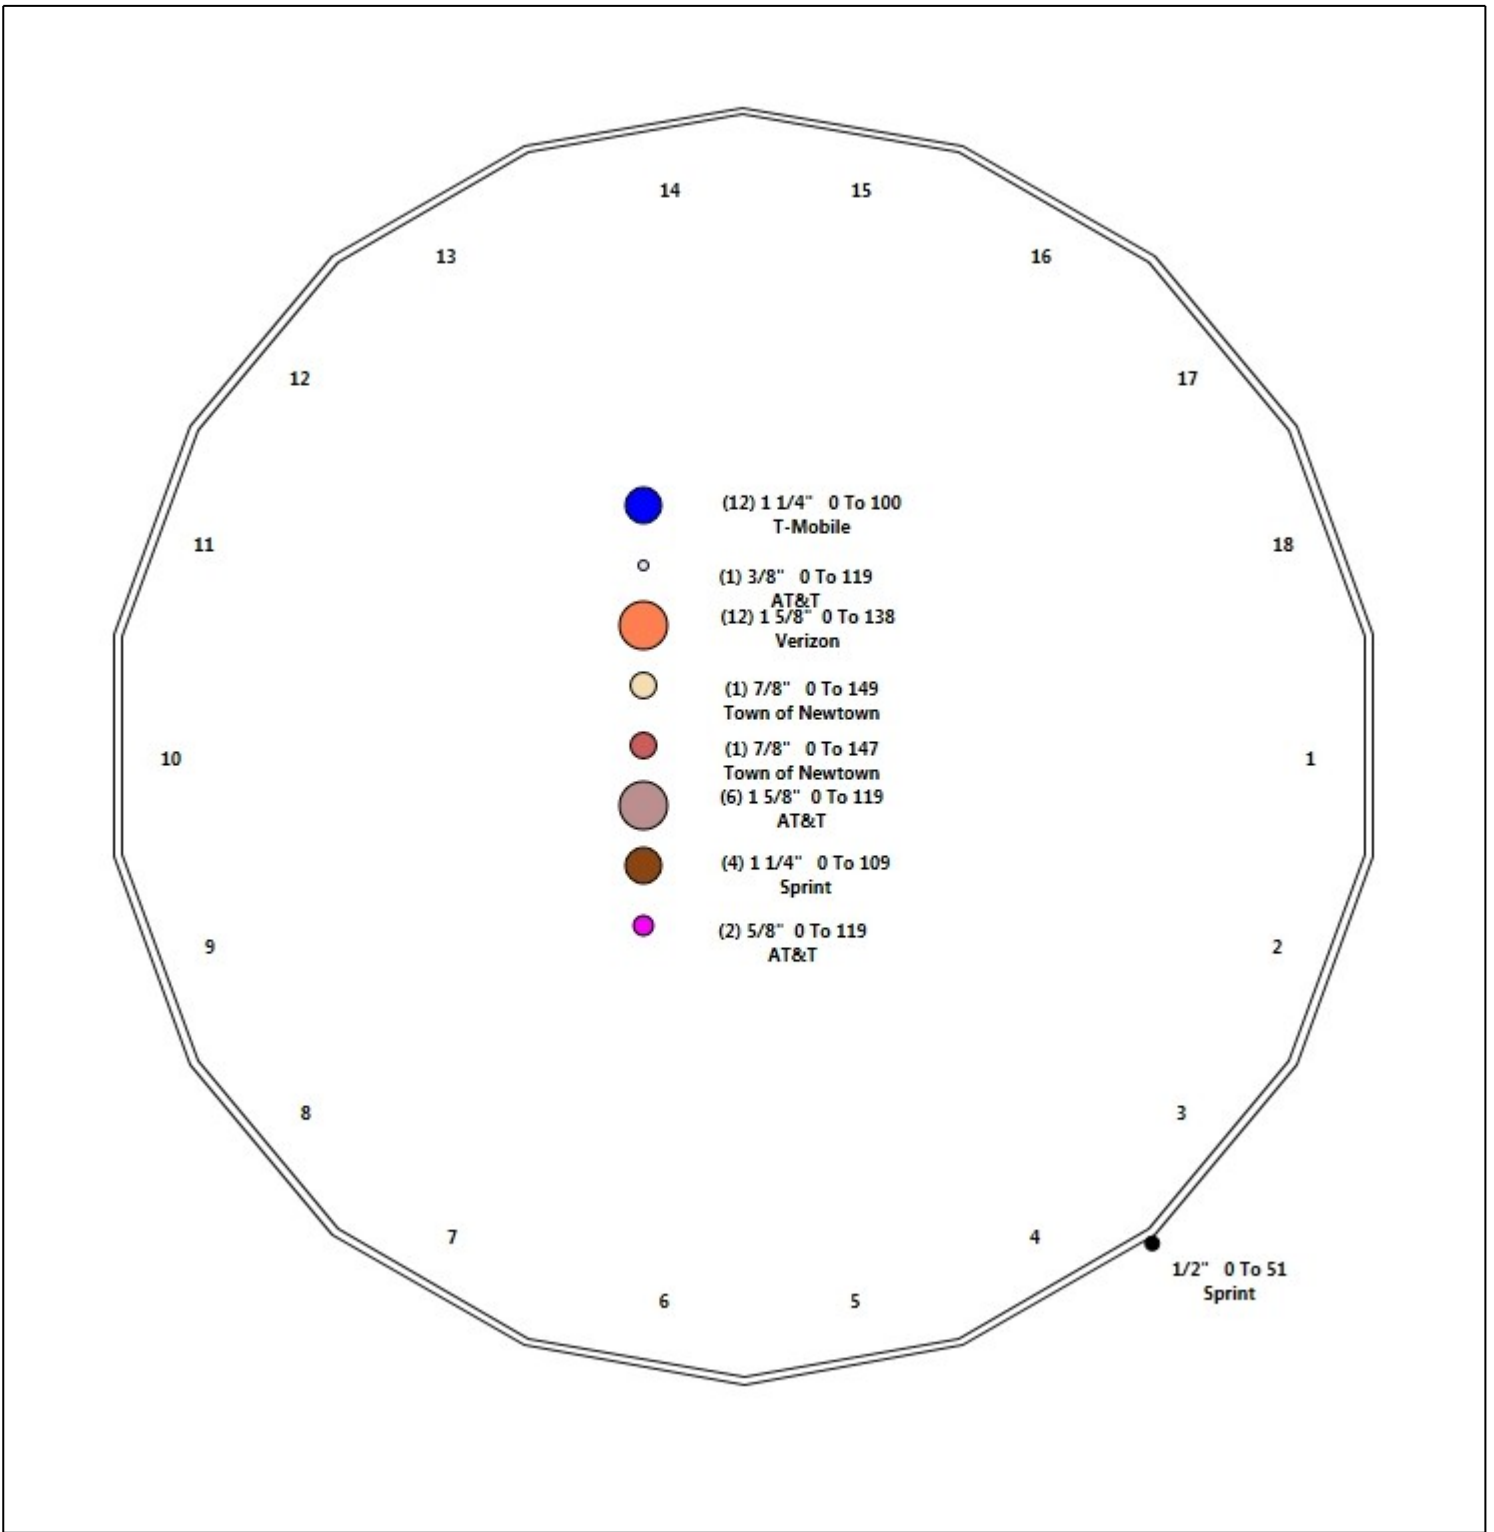 14
15
13
16
12
17
(12) 1 1/4" 0 To 100
T-Mobile
11
18
(1) 3/8" 0 To 119
AT&T
(12) 1 5/8" 0 To 138
Verizon
(1) 7/8" 0 To 149
Town of Newtown
(1) 7/8" 0 To 147
Town of Newtown
10
1
(6) 1 5/8" 0 To 119
AT&T
(4) 1 1/4" 0 To 109
Sprint
(2) 5/8" 0 To 119
AT&T
9
2
8
3
7
4
1/2" 0 To 51
Sprint
6
5